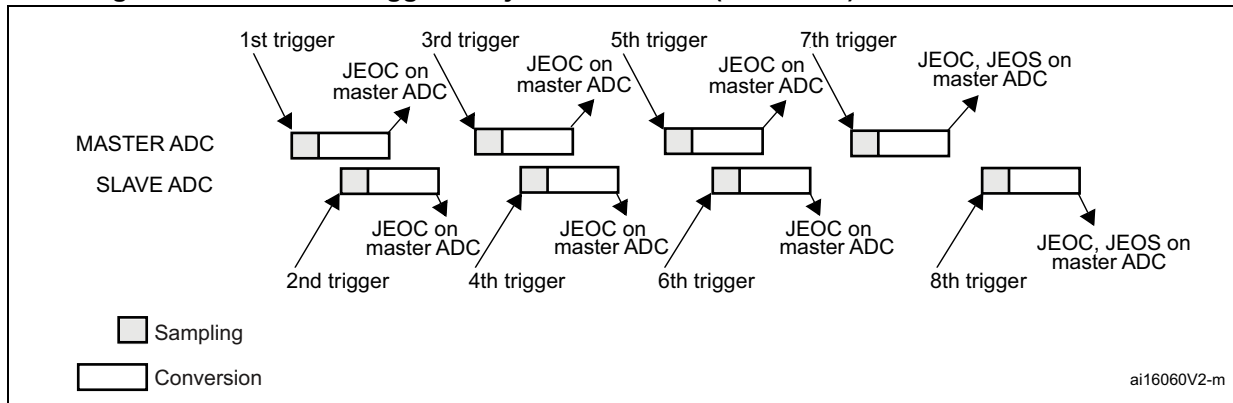 1st trigger
3rd trigger
5th trigger
7th trigger
JEOC on
master ADC
JEOC on
master ADC
JEOC on
master ADC
JEOC, JEOS on
master ADC
MASTER ADC
SLAVE ADC
JEOC on
master ADC
JEOC on
master ADC
JEOC on
master ADC
JEOC, JEOS on
master ADC
2nd trigger
4th trigger
6th trigger
8th trigger
Sampling
Conversion
ai16060V2-m